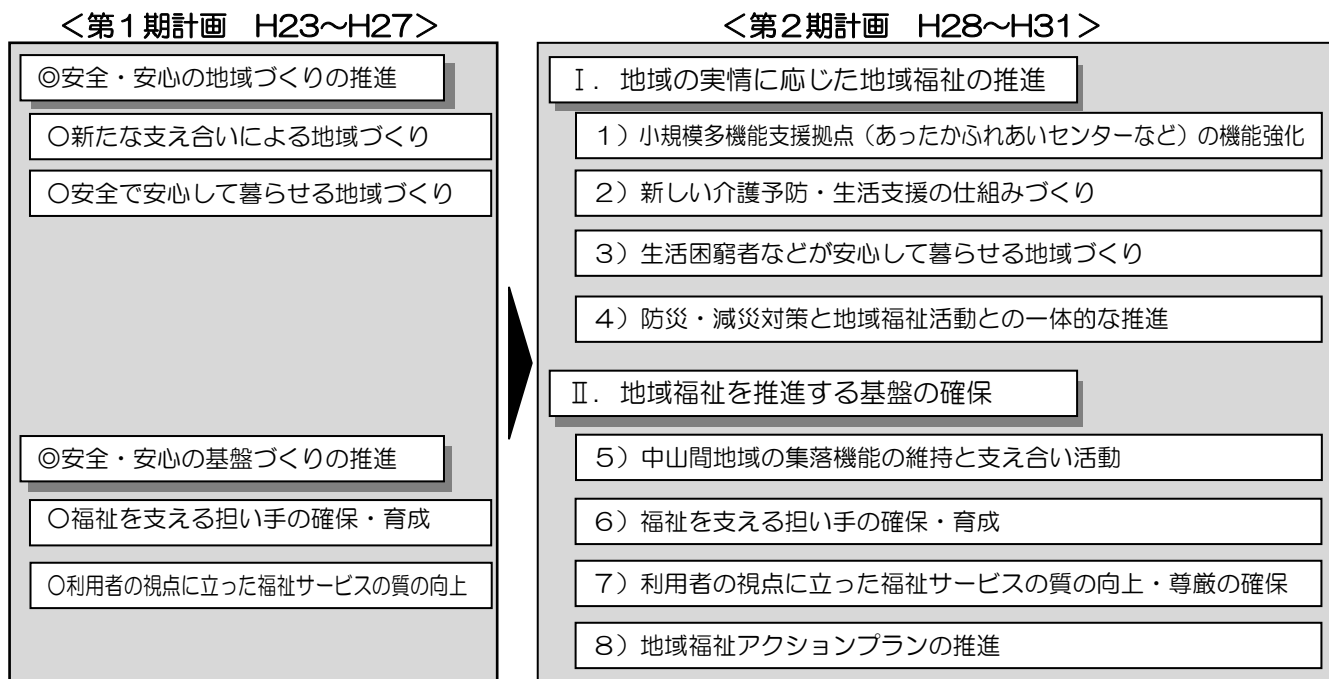 ＜第１期計画　H23～H27＞
◎安全・安心の地域づくりの推進
〇新たな支え合いによる地域づくり
〇安全で安心して暮らせる地域づくり
◎安全・安心の基盤づくりの推進
〇福祉を支える担い手の確保・育成
〇利用者の視点に立った福祉サービスの質の向上
＜第２期計画　H28～H31＞
Ⅰ．地域の実情に応じた地域福祉の推進
１）小規模多機能支援拠点（あったかふれあいセンターなど）の機能強化
２）新しい介護予防・生活支援の仕組みづくり
３）生活困窮者などが安心して暮らせる地域づくり
４）防災・減災対策と地域福祉活動との一体的な推進
Ⅱ．地域福祉を推進する基盤の確保
５）中山間地域の集落機能の維持と支え合い活動
６）福祉を支える担い手の確保・育成
７）利用者の視点に立った福祉サービスの質の向上・尊厳の確保
８）地域福祉アクションプランの推進